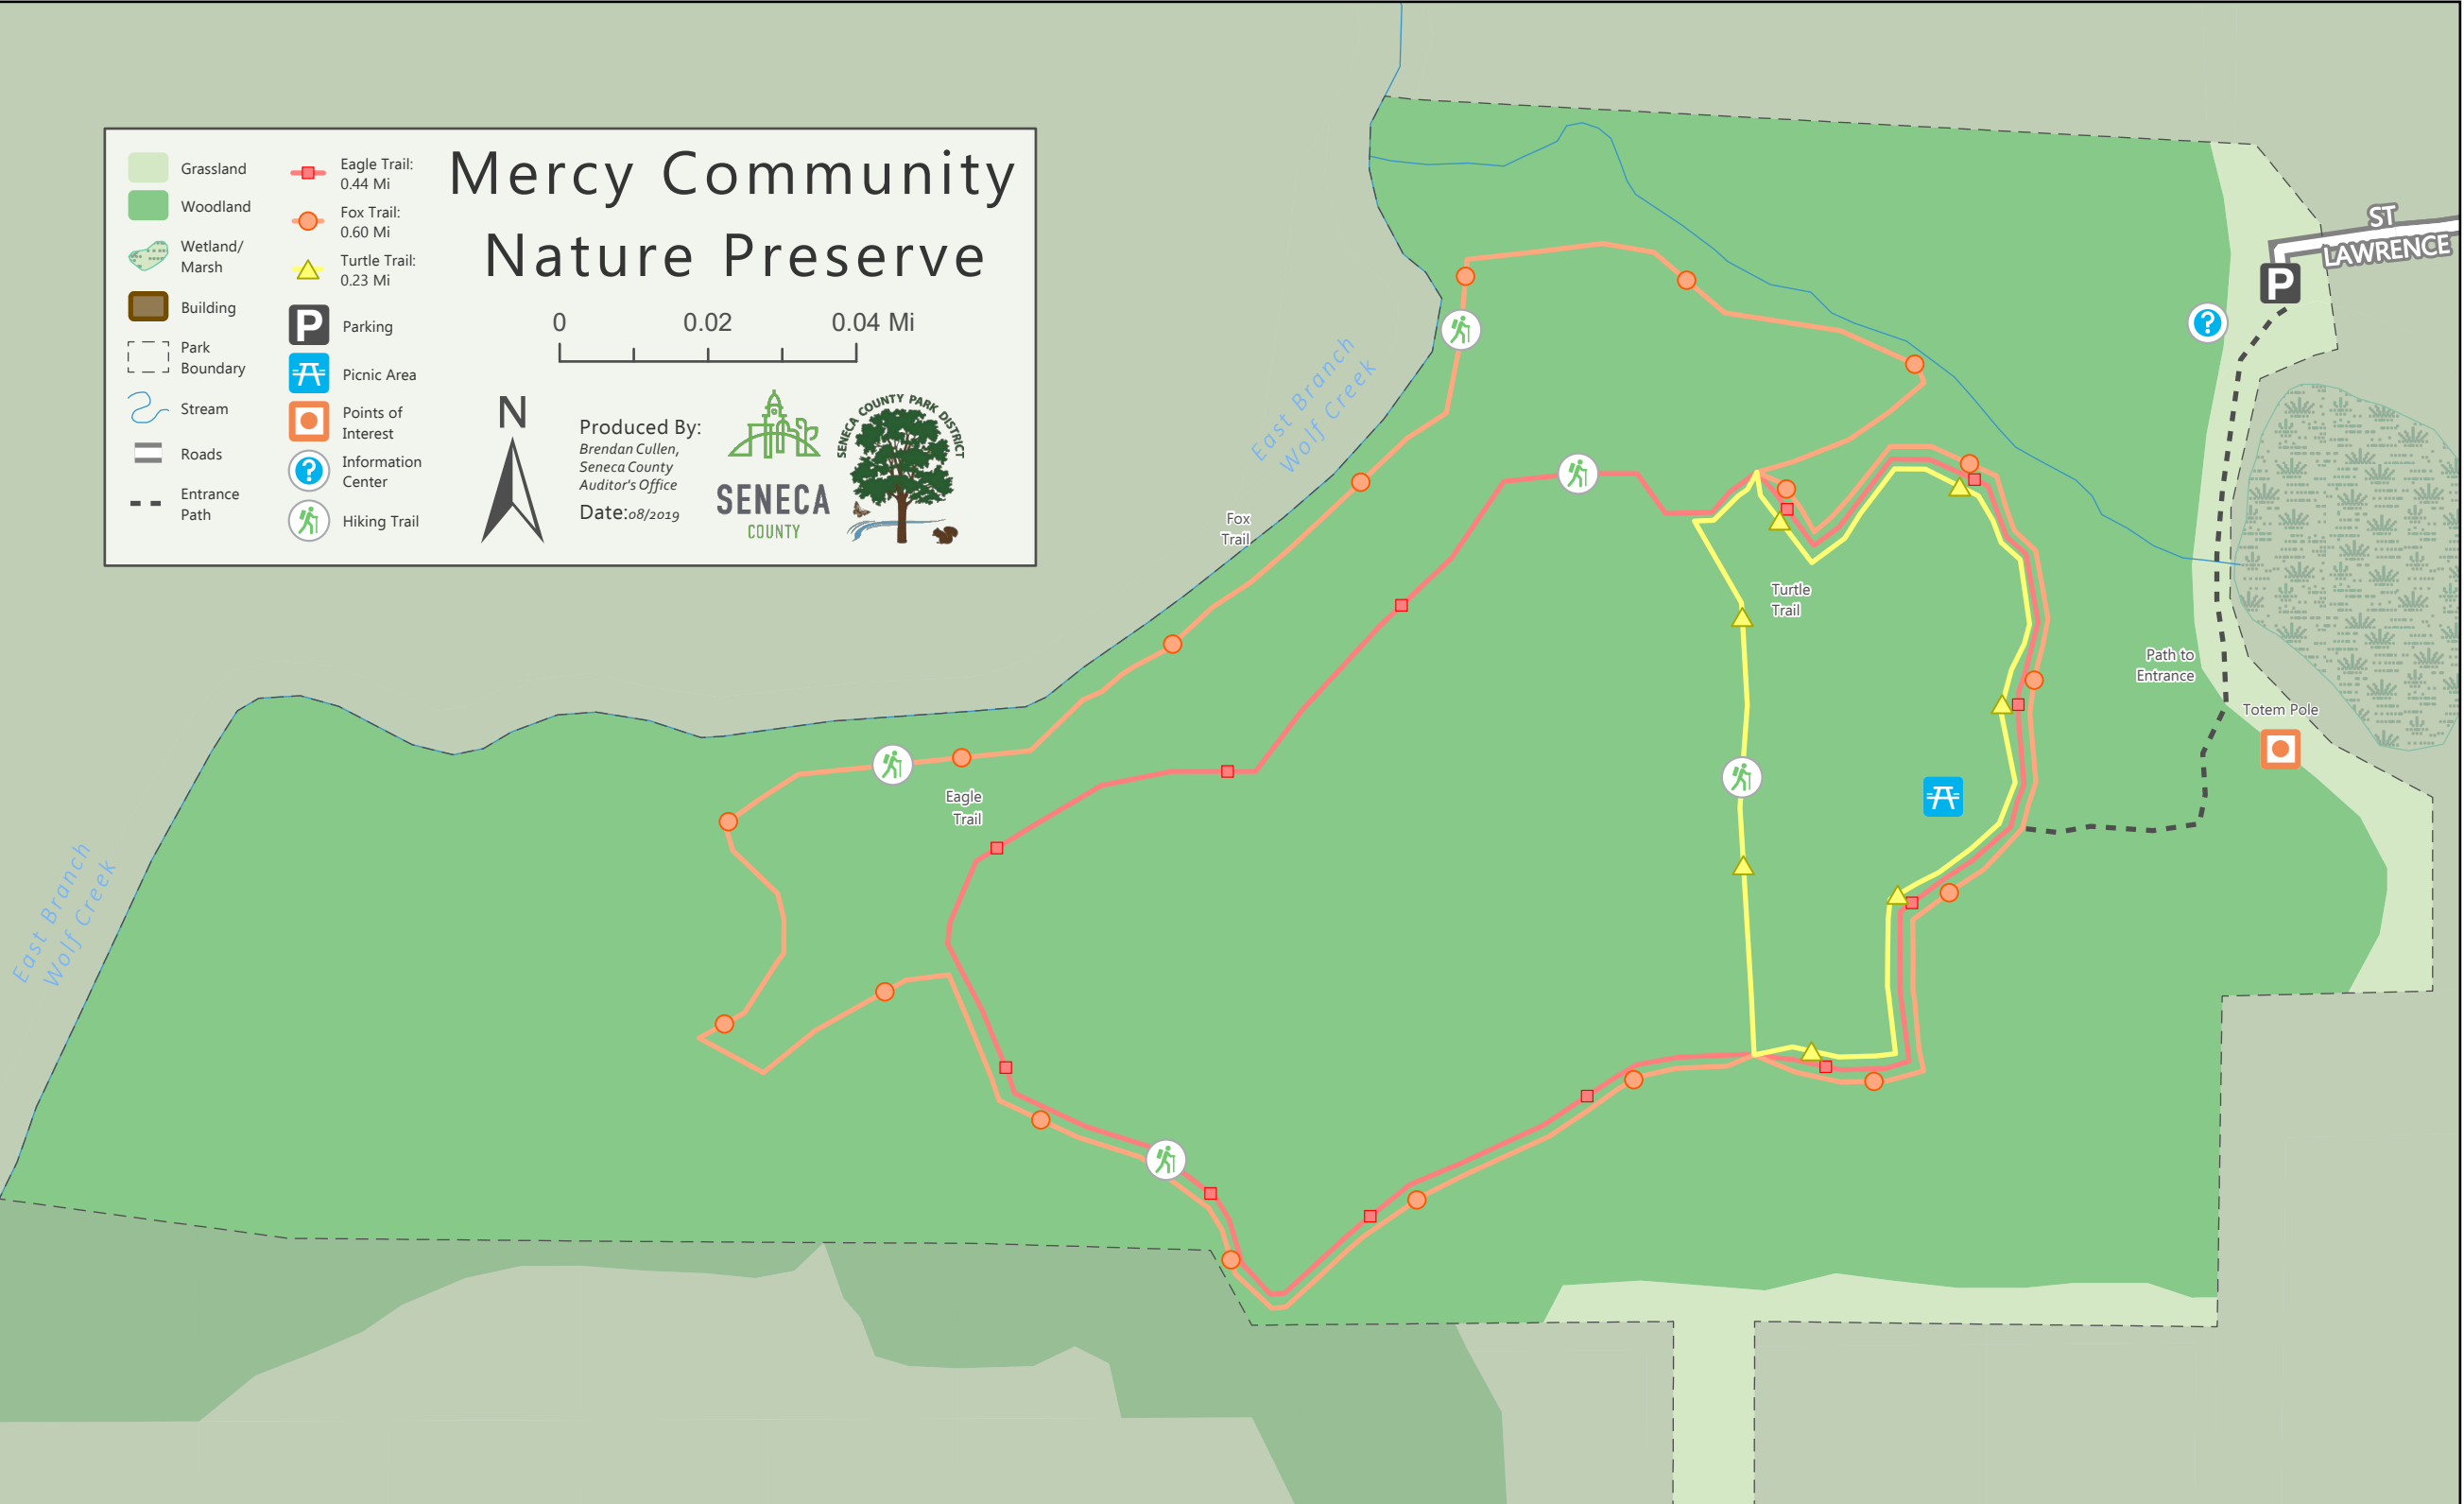 Mercy Community
Nature Preserve
Grassland
Woodland
Wetland/
Marsh
Building
Park
Boundary
Stream
Roads
Entrance
Path
Eagle Trail:
0.44 Mi
Fox Trail:
0.60 Mi
Turtle Trail:
0.23 Mi
P
Parking
Picnic Area
Points of
Interest
?
Information
Center
Hiking Trail
0 0.02 0.04 Mi
N
Produced By:
Brendan Cullen,
Seneca County
Auditor's Office
Date:08/2019
SENECA
COUNTY
SENECA COUNTY PARK DISTRICT
East Branch
Wolf Creek
Fox
Trail
Eagle
Trail
East Branch
Wolf Creek
Turtle
Trail
ST
LAWRENCE
P
?
Path to
Entrance
Totem Pole